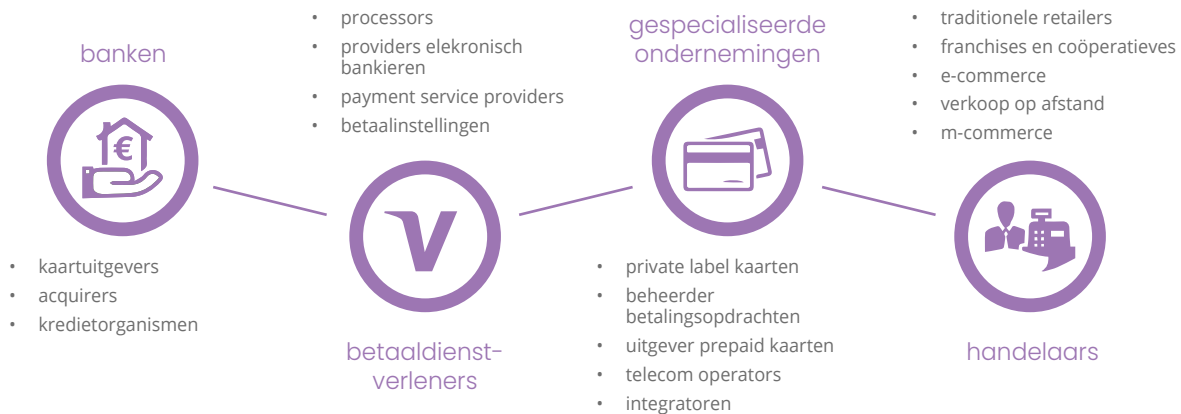 banken
• kaartuitgevers
• acquirers
• kredietorganismen
• processors
• providers elekronisch
bankieren
• payment service providers
• betaalinstellingen
betaaldienst-
verleners
gespecialiseerde
ondernemingen
• private label kaarten
• beheerder
betalingsopdrachten
• uitgever prepaid kaarten
• telecom operators
• integratoren
• traditionele retailers
• franchises en coöperatieves
• e-commerce
• verkoop op afstand
• m-commerce
handelaars